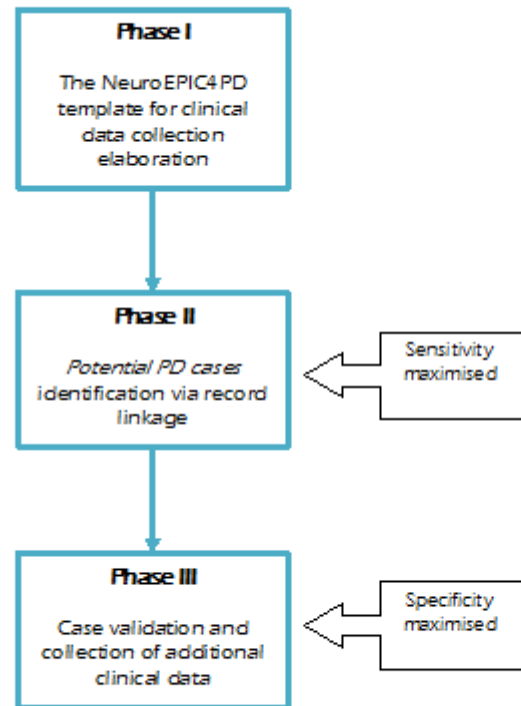 Phase I
The NeuroEPIC4PD
template for clinical
data collection
elaboration
Phase II
Potential PD cases
identification via record
linkage
Sensitivity
maximised
Phase III
Case validation and
collection of additional
clinical data
Specificity
maximised